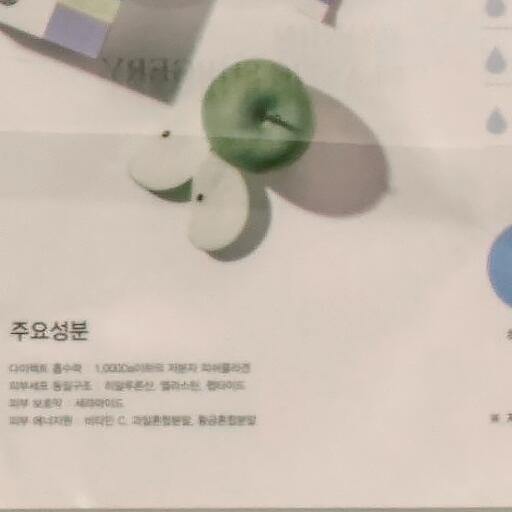 주요성분
다이렉트 흡수력 1,000Da이하의 저분자 피쉬콜라겐
피부세포 동일구조 히알루론산, 엘라스틴, 펩타이드
피부 보호막 세라마이드
피부 에너지원 비타민 C, 과일혼합분말, 황금혼합분말